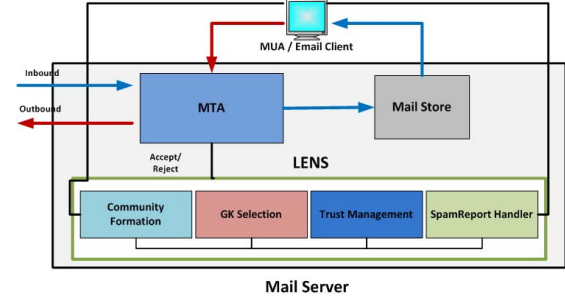 MUA / Email Client
Inbound
Outbound
MTA
Mail Store
Accept/
Reject
LENS
Community
Formation
GK Selection
Trust Management
SpamReport Handler
Mail Server